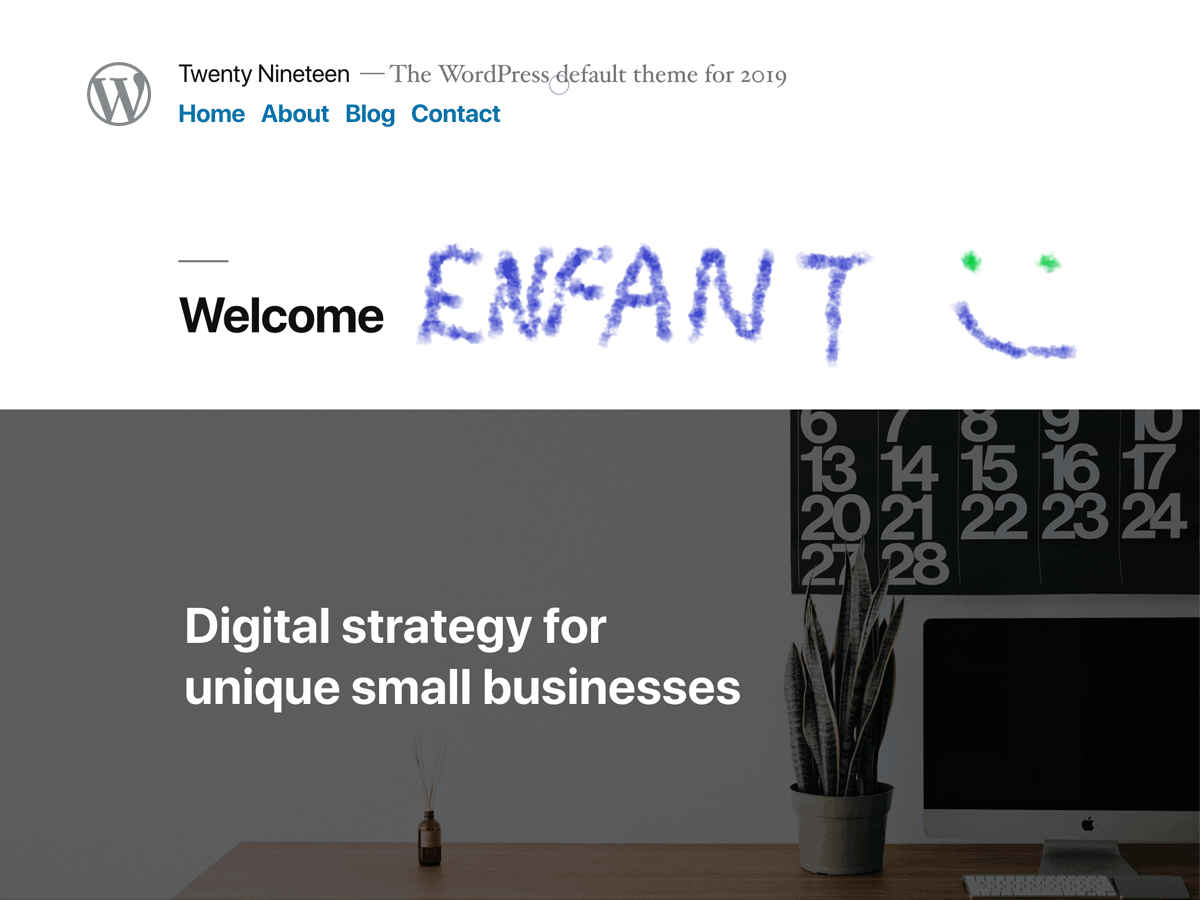 Twenty Nineteen — The WordPress default theme for 2019
Home About Blog Contact
Welcome ENFANT
6 7 8 9 10
13 14 15 16 17
20 21 22 23 24
27 28
Digital strategy for
unique small businesses